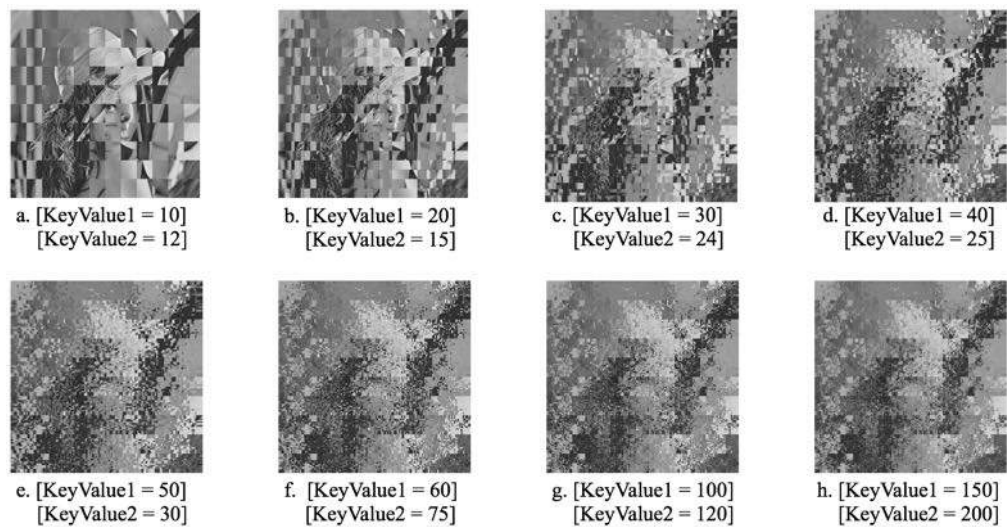 a. [KeyValue1 = 10]
[KeyValue2 = 12]
b. [KeyValue1 = 20]
[KeyValue2 = 15]
c. [KeyValue1 = 30]
[KeyValue2 = 24]
d. [KeyValue1 = 40]
[KeyValue2 = 25]
e. [KeyValue1 = 50]
[KeyValue2 = 30]
f. [KeyValue1 = 60]
[KeyValue2 = 75]
g. [KeyValue1 = 100]
[KeyValue2 = 120]
h. [KeyValue1 = 150]
[KeyValue2 = 200]